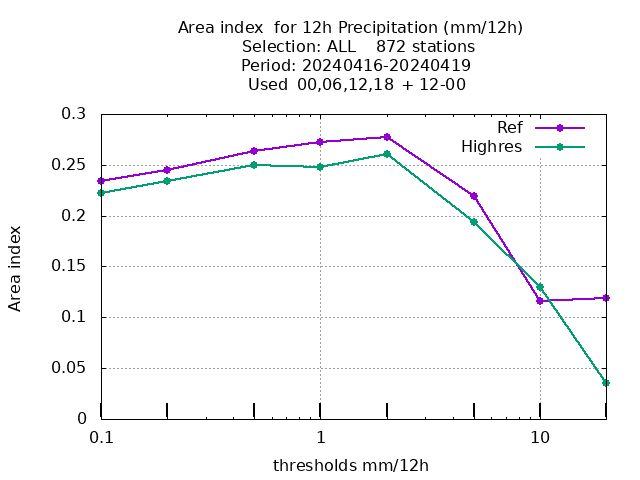 Area index  for 12h Precipitation (mm/12h)
Selection: ALL    872 stations
Period: 20240416-20240419
Used  00,06,12,18  + 12-00
0.3
Ref
Highres
0.25
0.2
0.15
0.1
0.05
0
Area index
0.1
1
10
thresholds mm/12h